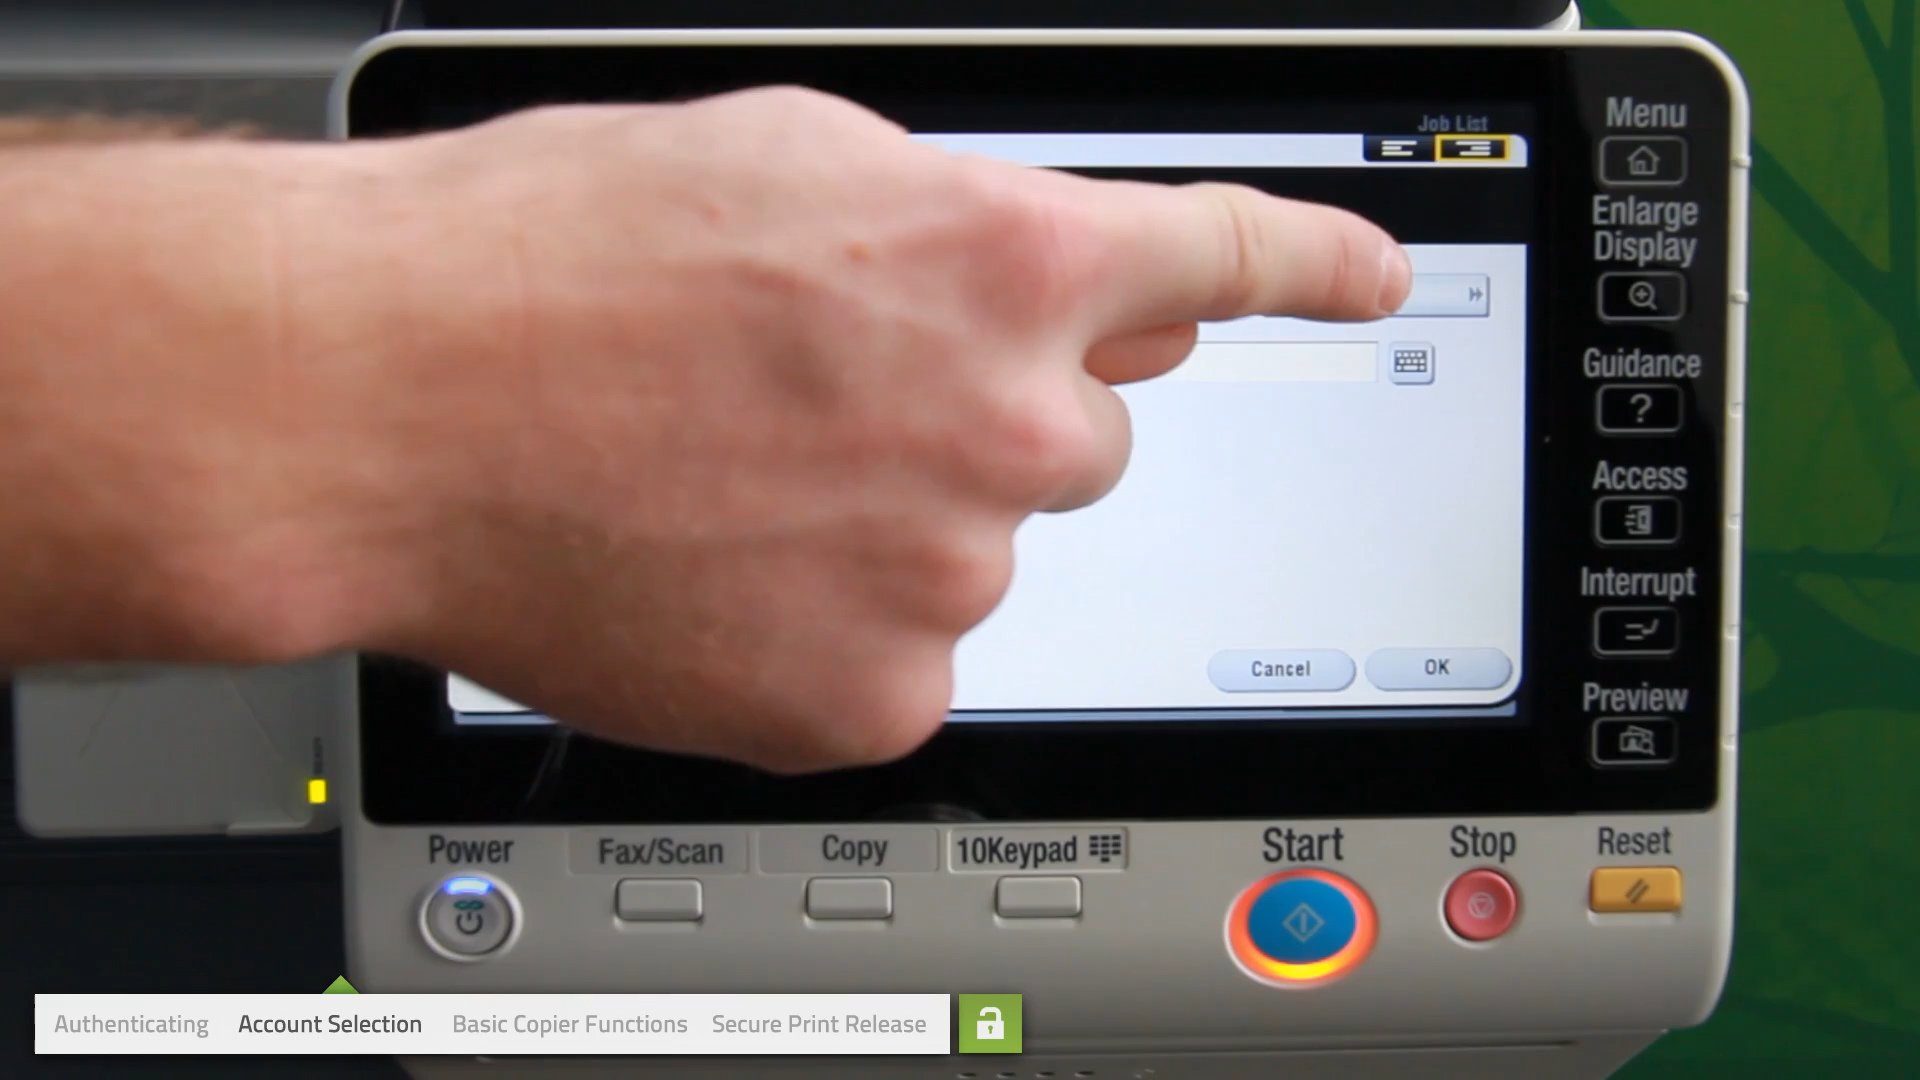 Job List
Menu
Enlarge
Display
Guidance
?
Access
Interrupt
Preview
Cancel
OK
Power
Fax/Scan
Copy
10Keypad
Start
Stop
Reset
Authenticating
Account Selection
Basic Copier Functions
Secure Print Release